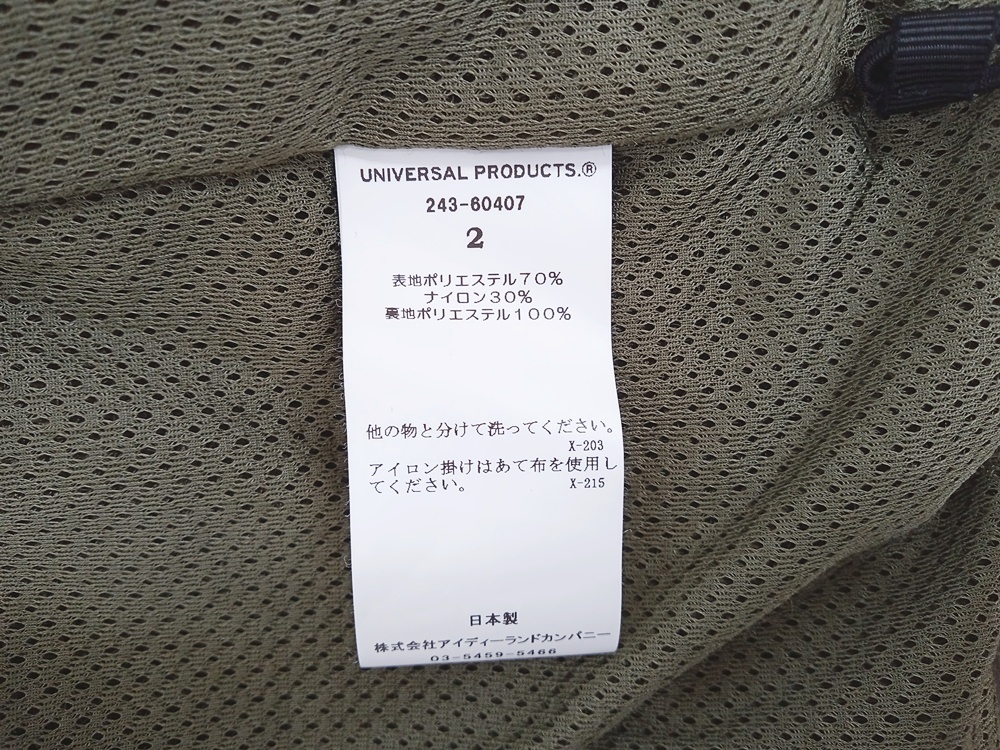 UNIVERSAL PRODUCTS.®
243-60407
2
表地ポリエステル70%
ナイロン30%
裏地ポリエステル100%
他の物と分けて洗ってください。
X-203
アイロン掛けはあて布を使用し
てください。 X-215
日本製
株式会社アイディーランドカンパニー
03-5459-5466